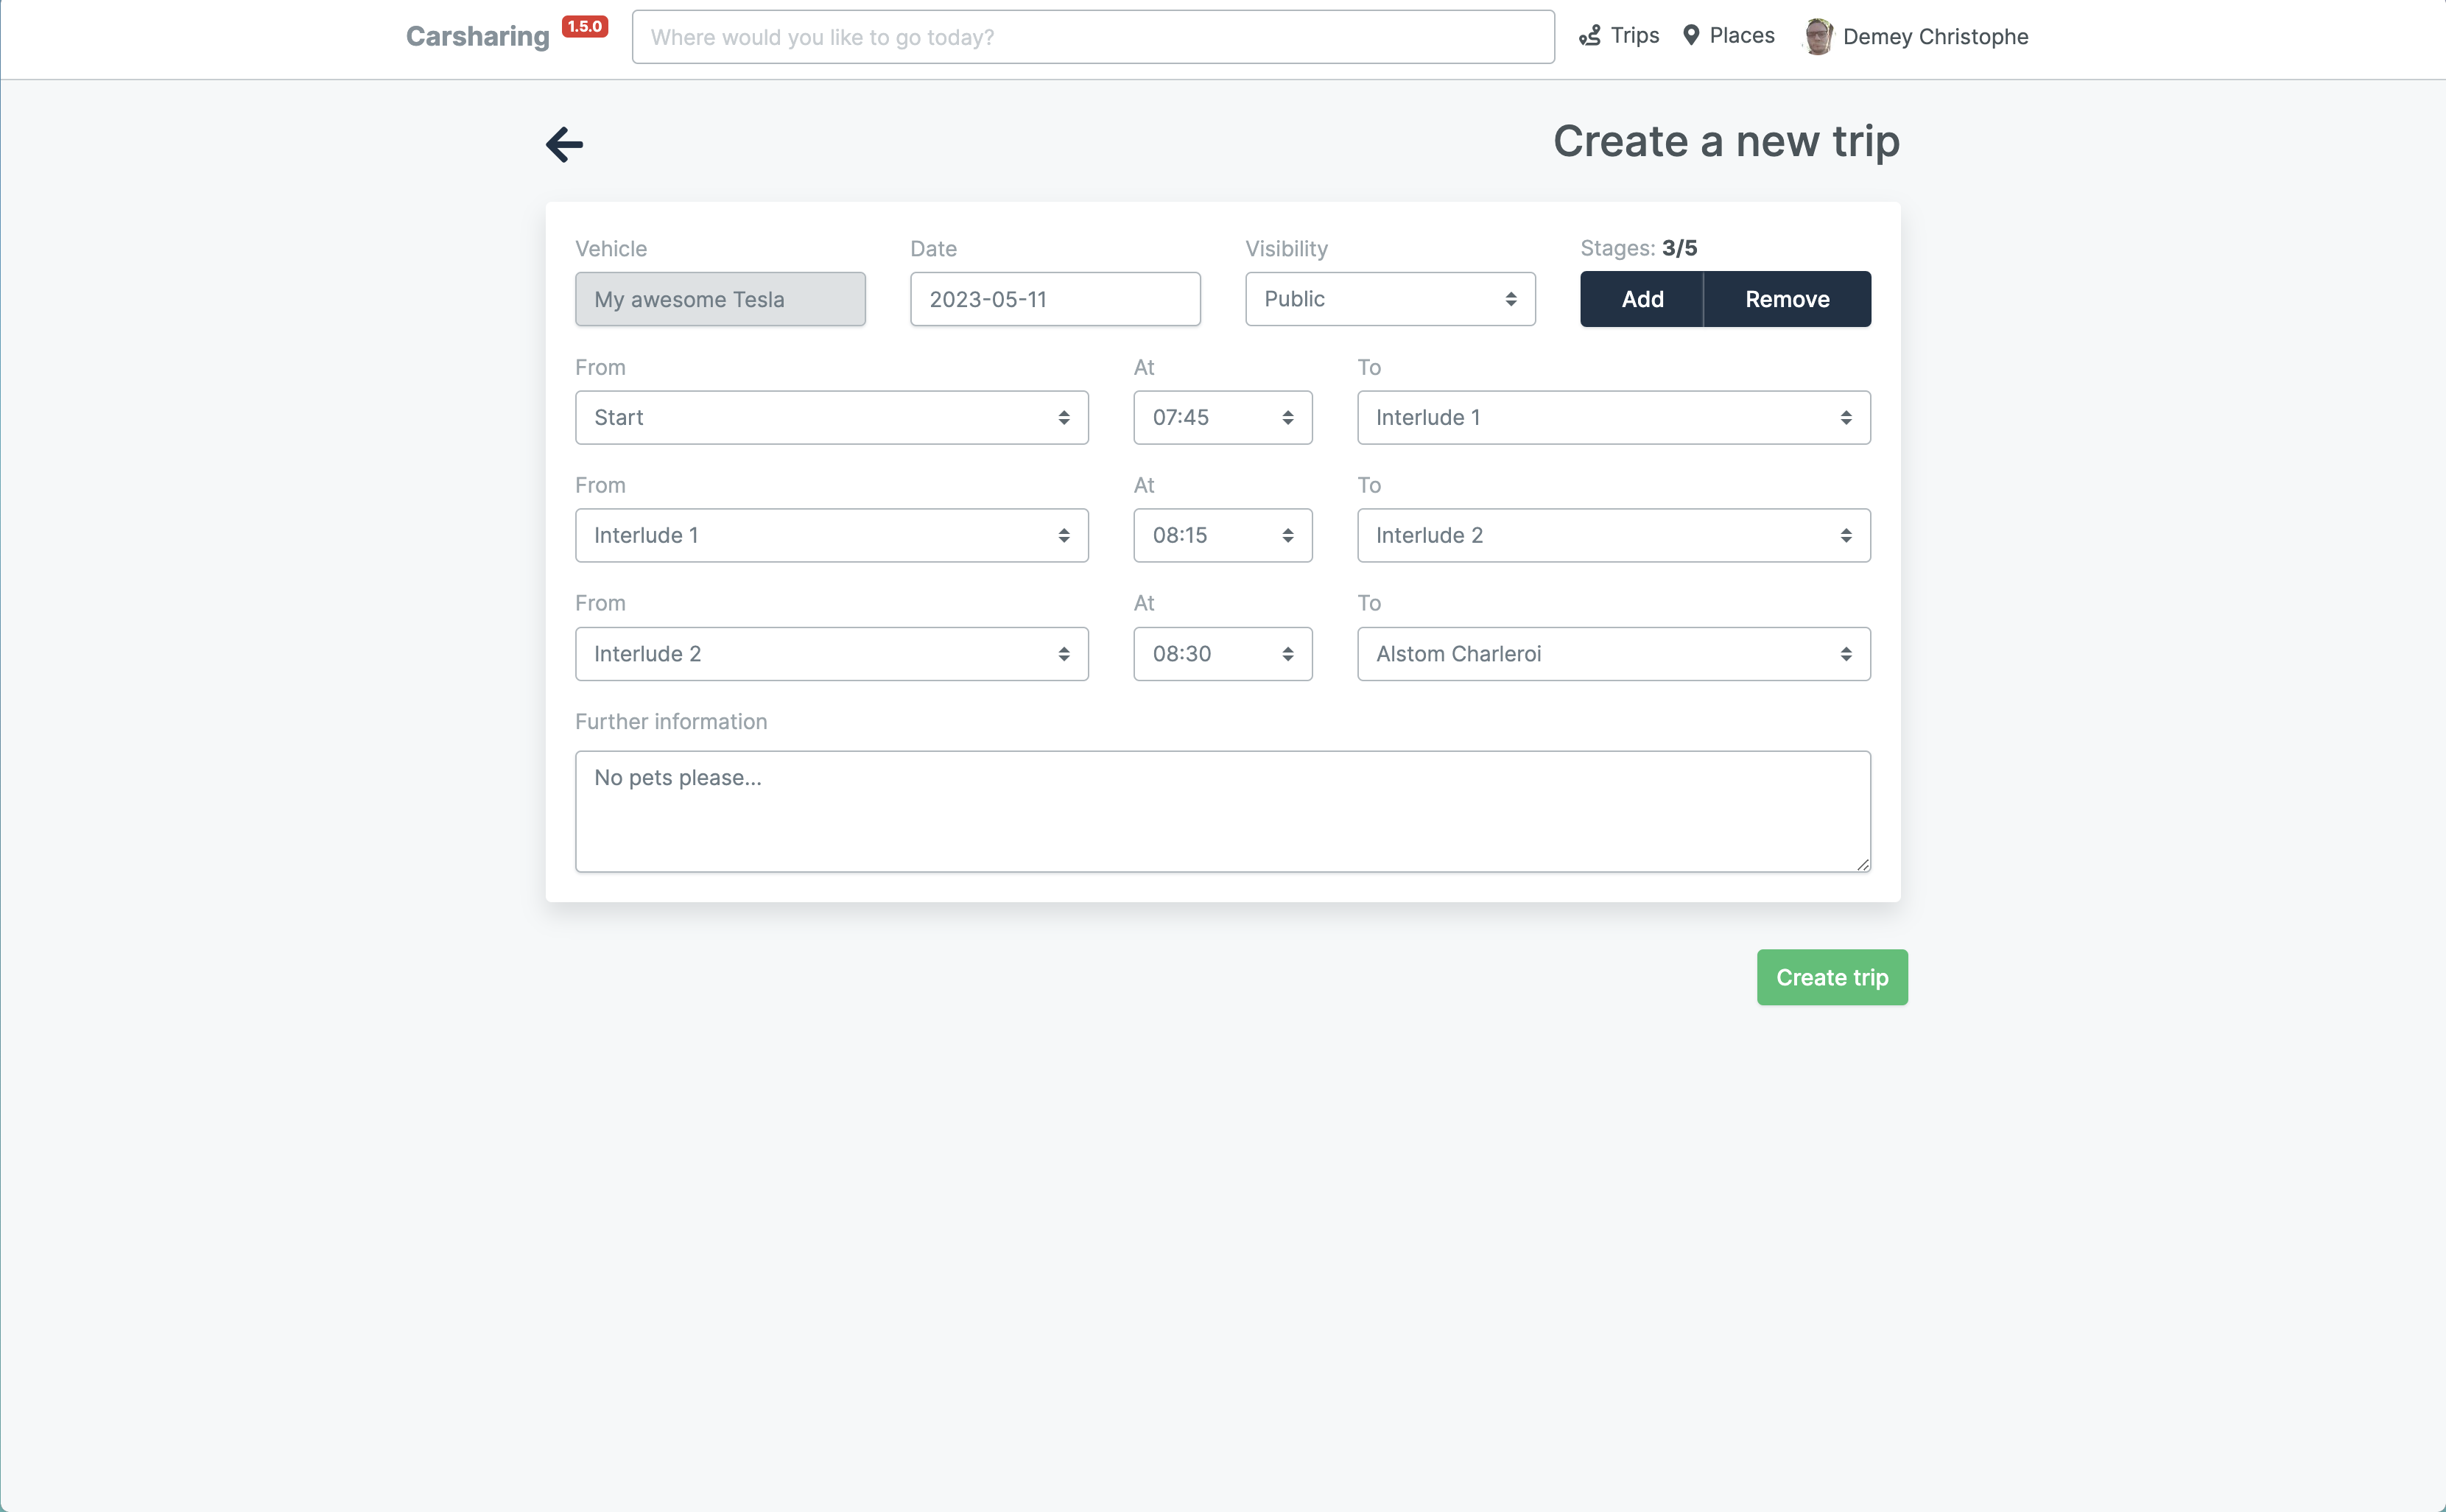 Carsharing 1.5.0 Where would you like to go today? Trips Places Demey Christophe
Create a new trip
Vehicle Date Visibility Stages: 3/5
My awesome Tesla 2023-05-11 Public Add Remove
From At To
Start 07:45 Interlude 1
From At To
Interlude 1 08:15 Interlude 2
From At To
Interlude 2 08:30 Alstom Charleroi
Further information
No pets please...
Create trip